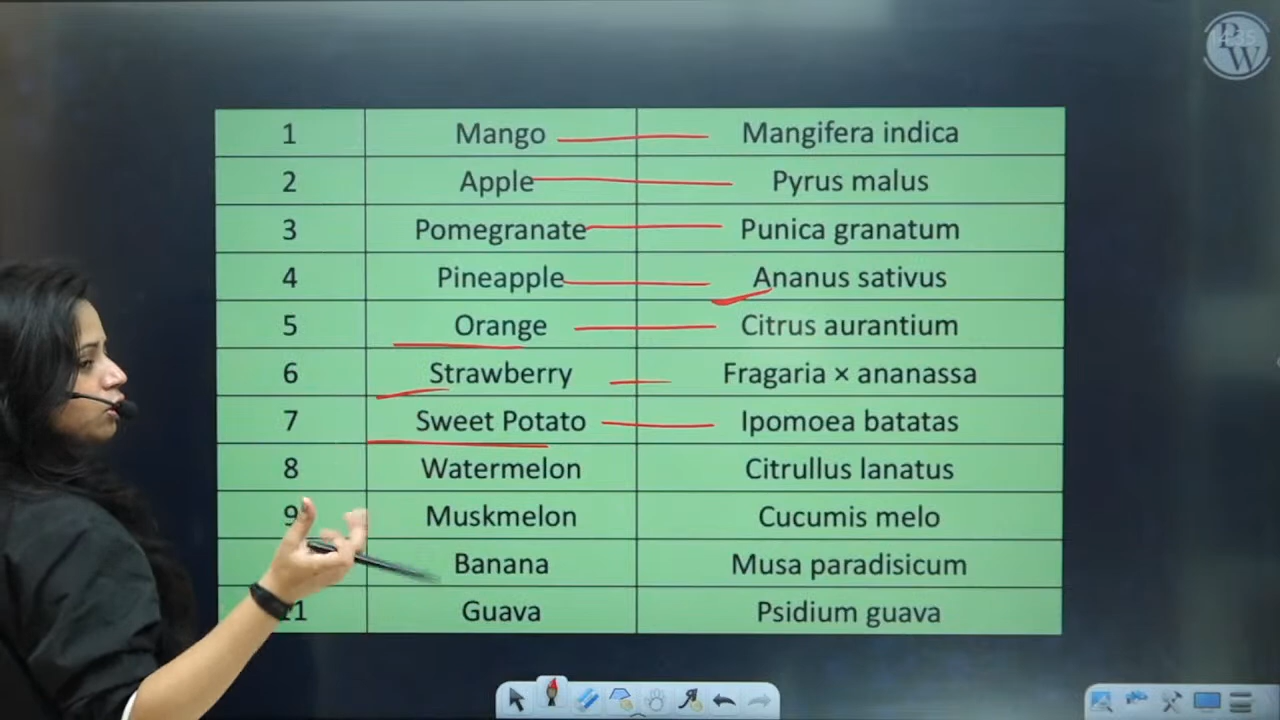 PW
1 Mango Mangifera indica
2 Apple Pyrus malus
3 Pomegranate Punica granatum
4 Pineapple Ananus sativus
5 Orange Citrus aurantium
6 Strawberry Fragaria × ananassa
7 Sweet Potato Ipomoea batatas
8 Watermelon Citrullus lanatus
9 Muskmelon Cucumis melo
Banana Musa paradisicum
11 Guava Psidium guava